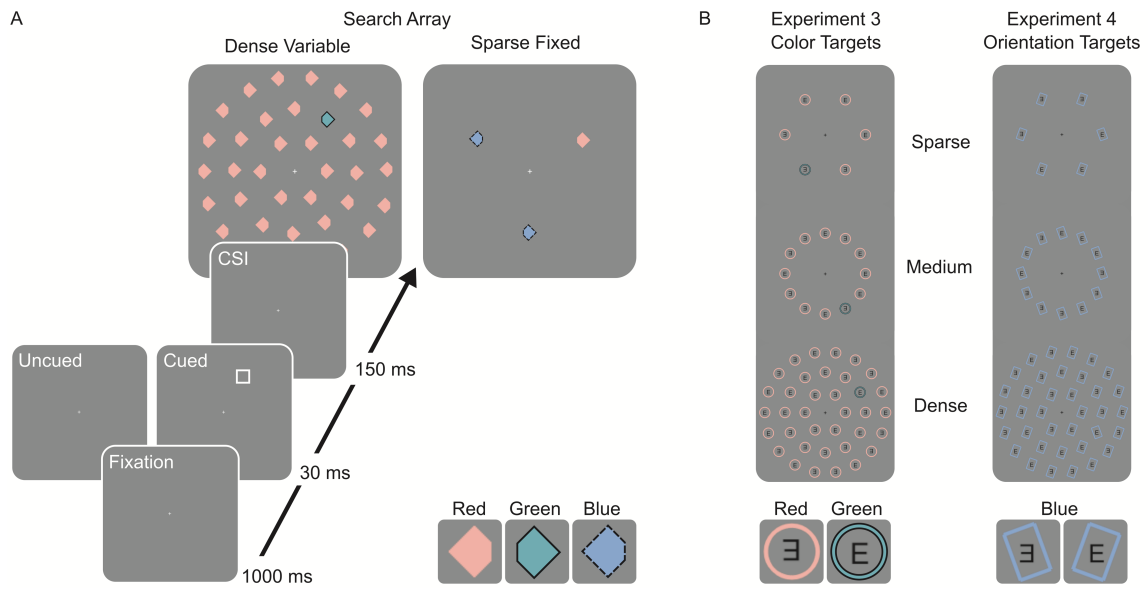 A
Search Array
Dense Variable
Sparse Fixed
CSI
Uncued
Cued
Fixation
150 ms
30 ms
1000 ms
Red
Green
Blue
B
Experiment 3
Color Targets
Experiment 4
Orientation Targets
Sparse
Medium
Dense
Red
Green
Blue
E
E